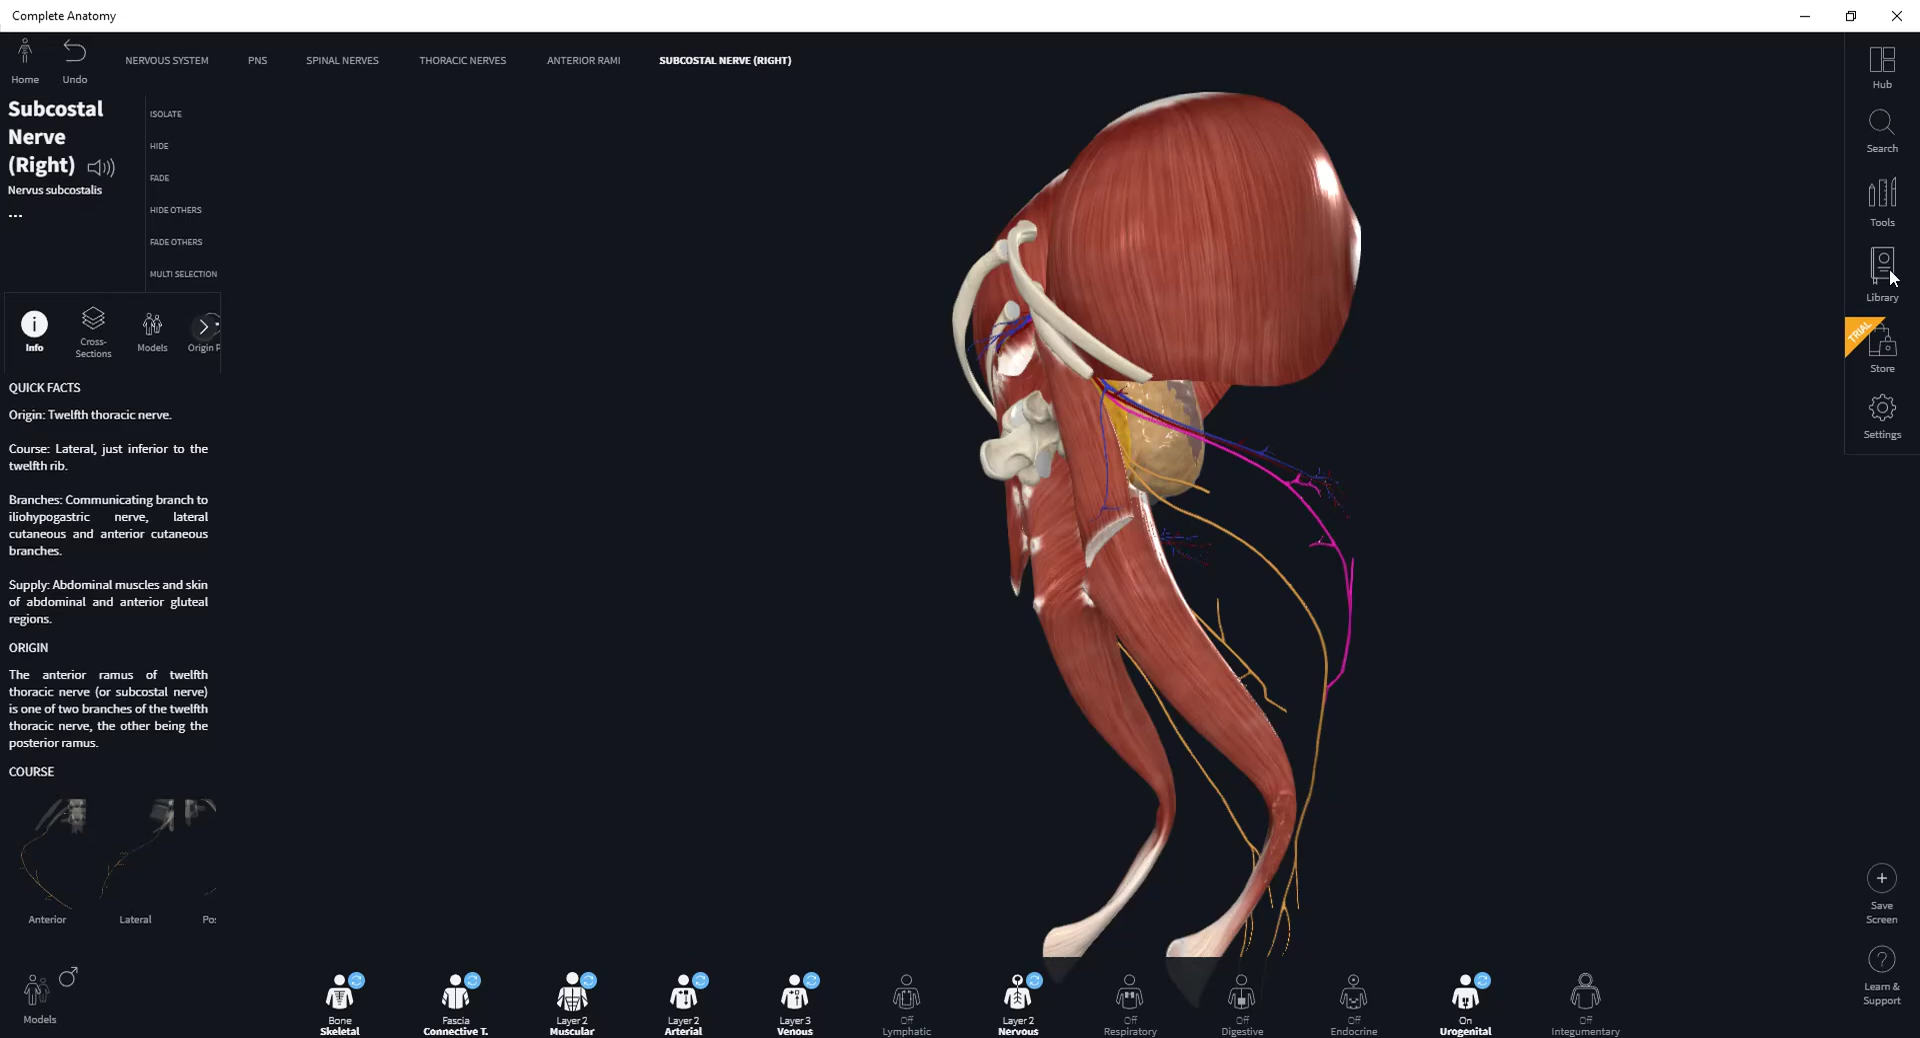 Complete Anatomy
Home
Undo
NERVOUS SYSTEM
PNS
SPINAL NERVES
THORACIC NERVES
ANTERIOR RAMI
SUBCOSTAL NERVE (RIGHT)
Hub
Subcostal
Nerve
(Right)
Nervus subcostalis
...
ISOLATE
HIDE
FADE
HIDE OTHERS
FADE OTHERS
MULTI SELECTION
Search
Tools
Library
TRIAL
Store
Settings
Info
Cross-
Sections
Models
Origin
QUICK FACTS
Origin: Twelfth thoracic nerve.
Course: Lateral, just inferior to the
twelfth rib.
Branches: Communicating branch to
iliohypogastric nerve, lateral
cutaneous and anterior cutaneous
branches.
Supply: Abdominal muscles and skin
of abdominal and anterior gluteal
regions.
ORIGIN
The anterior ramus of twelfth
thoracic nerve (or subcostal nerve)
is one of two branches of the twelfth
thoracic nerve, the other being the
posterior ramus.
COURSE
Anterior
Lateral
Pos
Models
Bone
Skeletal
Fascia
Connective T.
Layer 2
Muscular
Layer 2
Arterial
Layer 3
Venous
Off
Lymphatic
Layer 2
Nervous
Off
Respiratory
Off
Digestive
Off
Endocrine
On
Urogenital
Off
Integumentary
Save
Screen
Learn &
Support